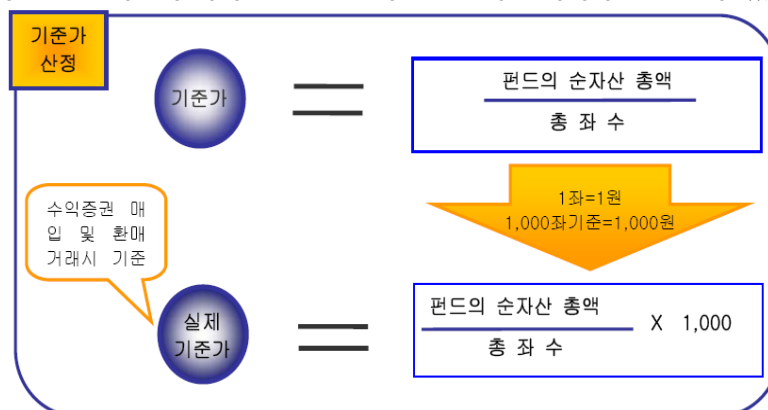 기준가
산정
기준가
펀드의 순자산 총액
총 좌 수
1좌=1원
1,000좌기준=1,000원
수익증권 매
입 및 환매
거래시 기준
실제
기준가
펀드의 순자산 총액
총 좌 수
X 1,000